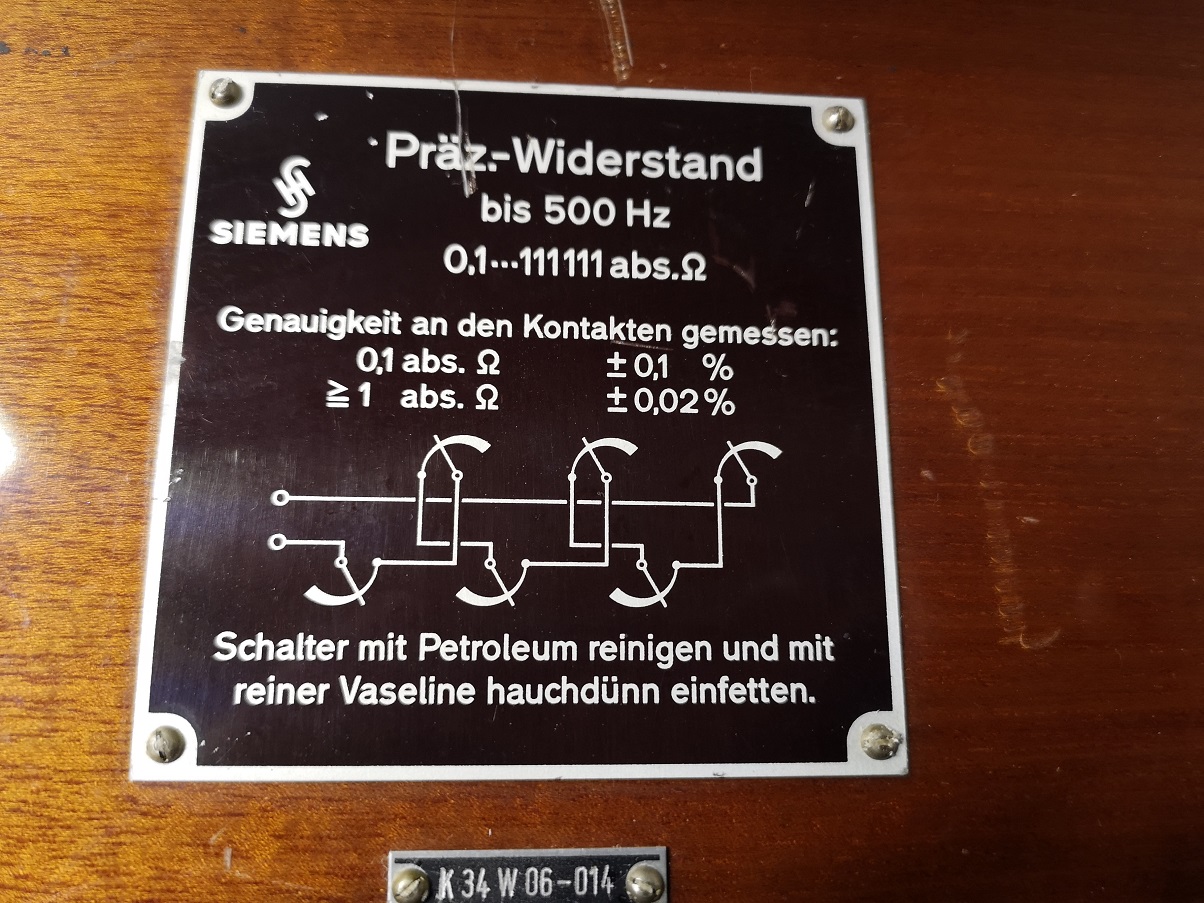 Präz.-Widerstand
bis 500 Hz
SIEMENS
0,1...111111 abs. Ω
Genauigkeit an den Kontakten gemessen:
0,1 abs. Ω ± 0,1 %
≧ 1 abs. Ω ± 0,02 %
Schalter mit Petroleum reinigen und mit
reiner Vaseline hauchdünn einfetten.
K 34 W 06-014